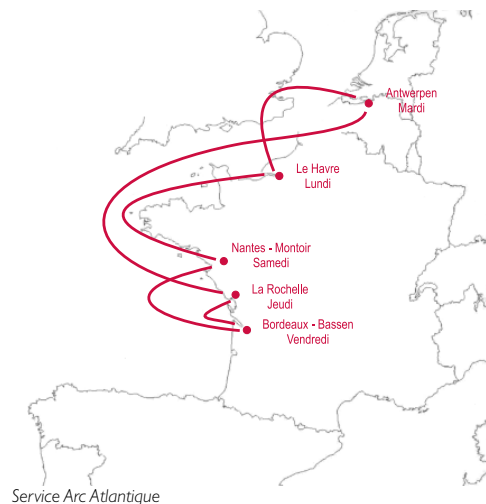 Antwerpen
Mardi
Le Havre
Lundi
Nantes - Montoir
Samedi
La Rochelle
Jeudi
Bordeaux - Bassen
Vendredi
Service Arc Atlantique